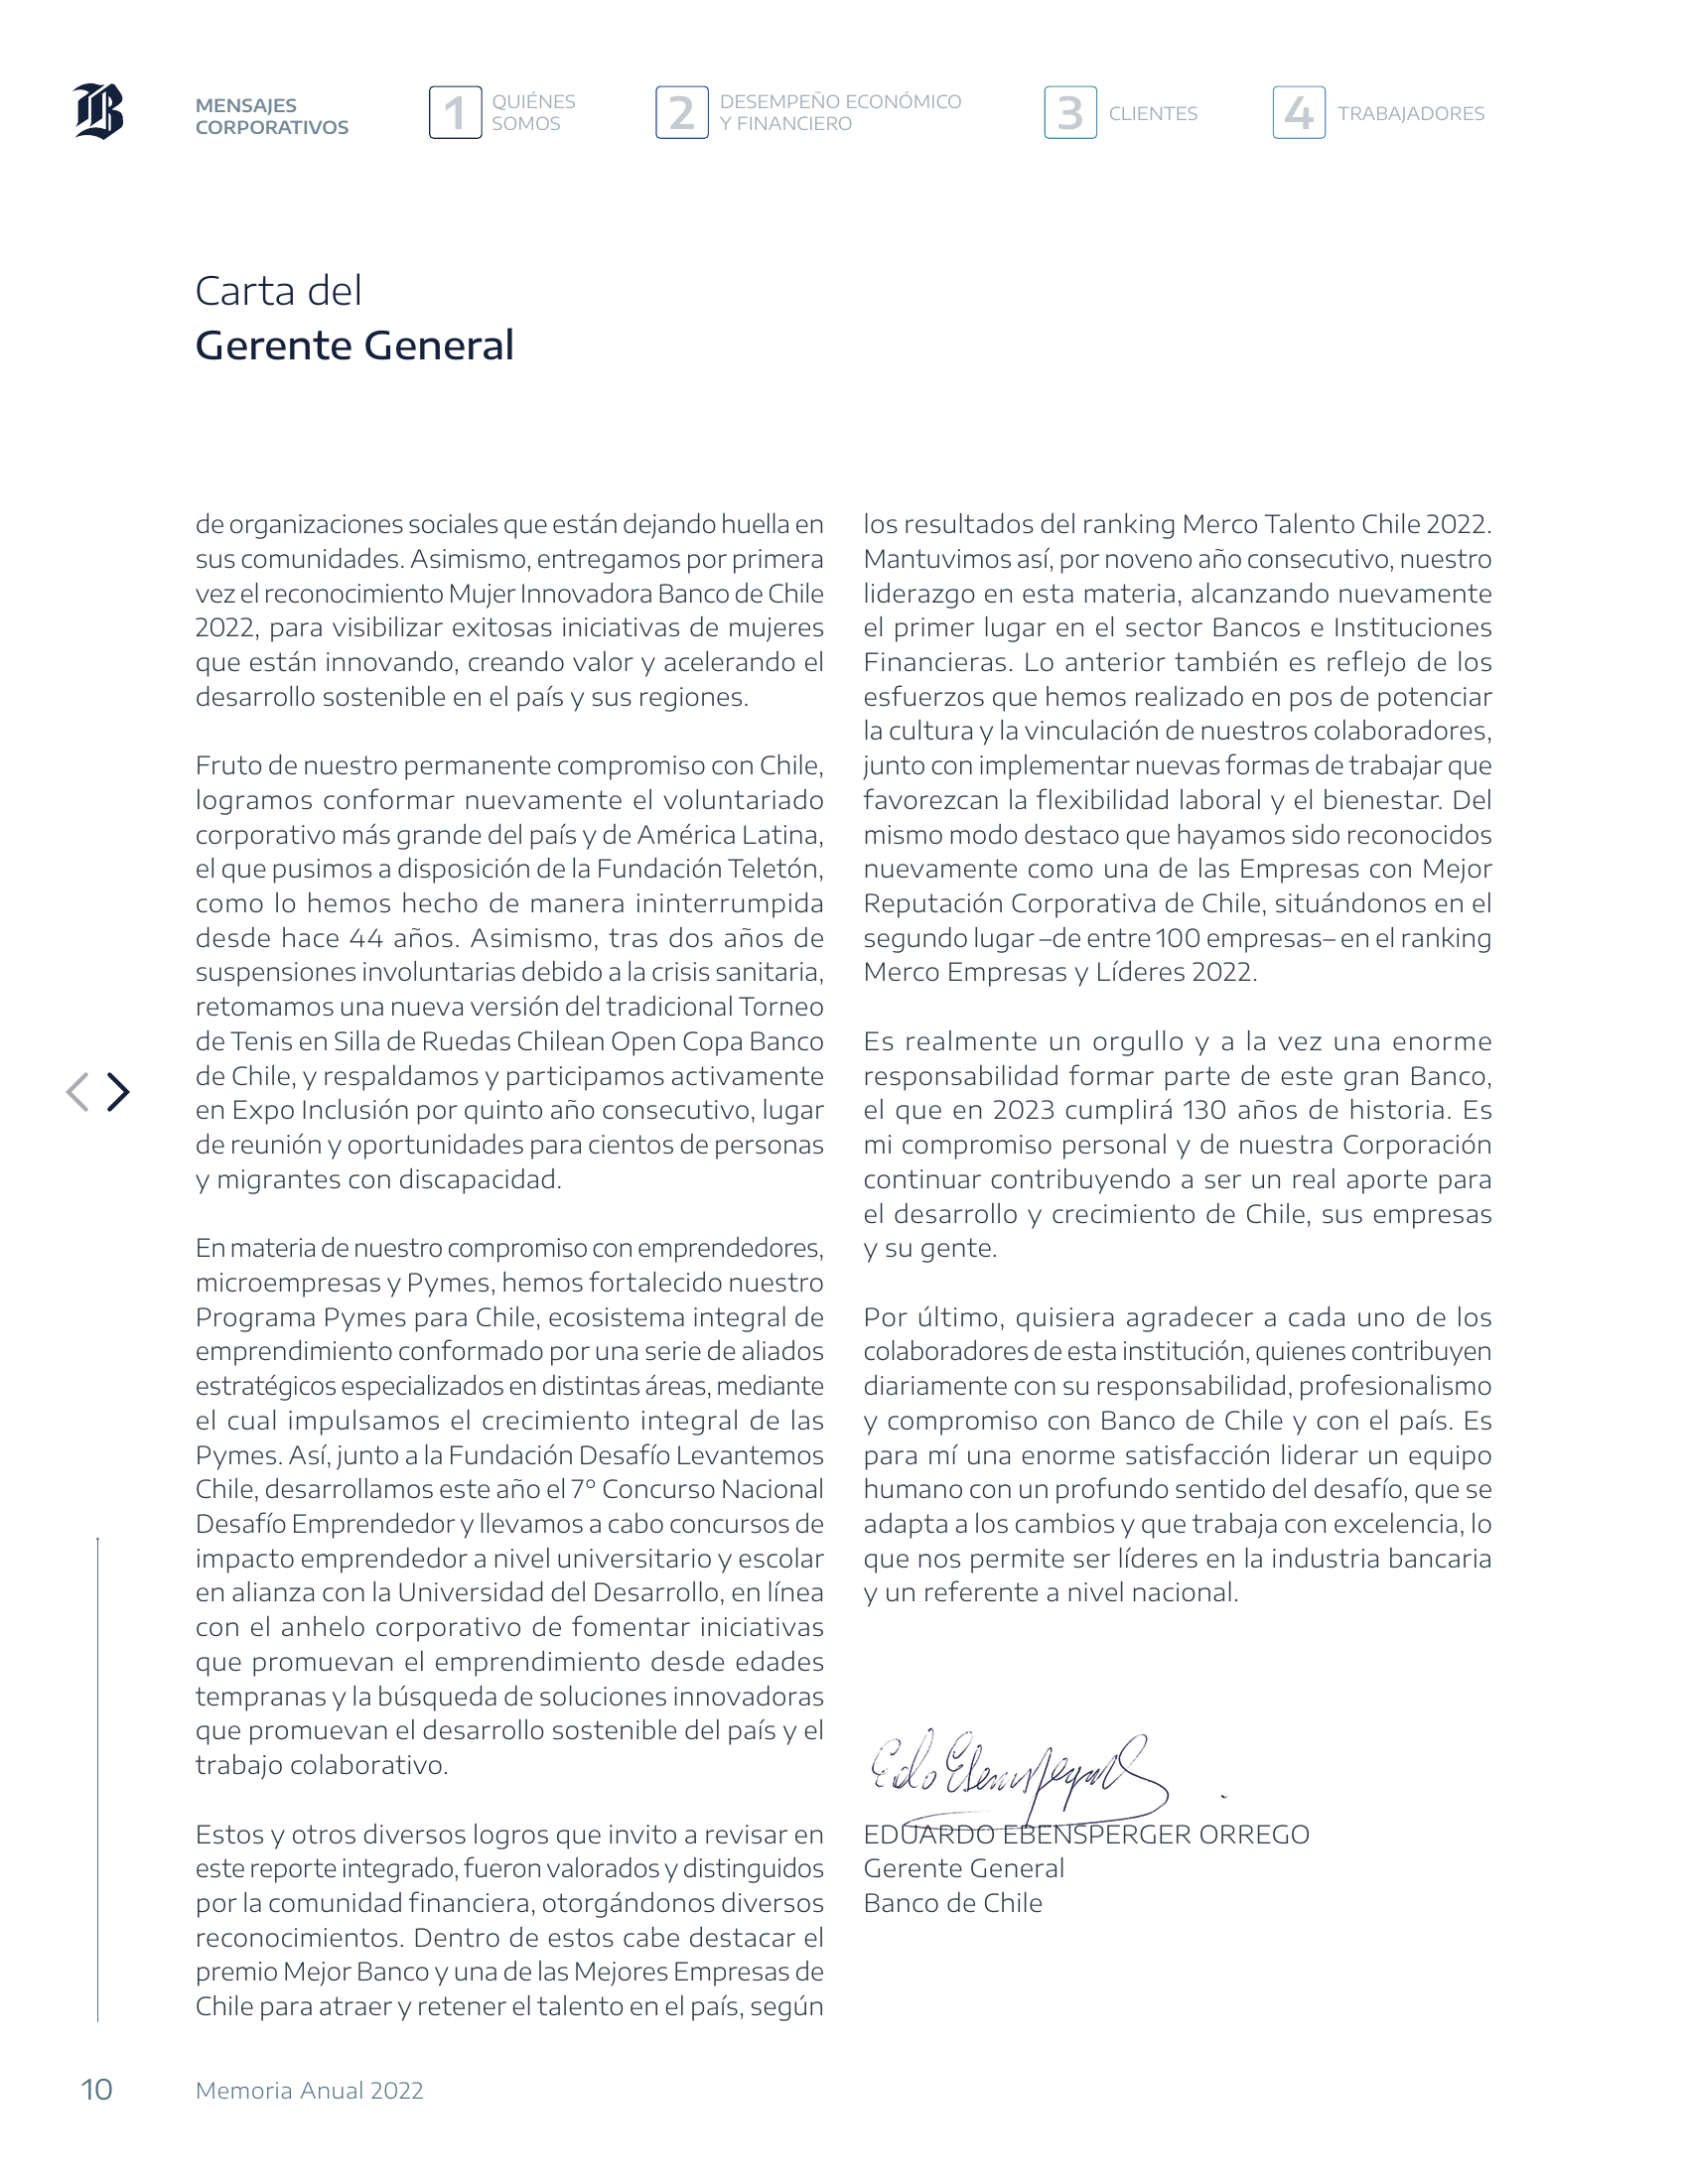 MENSAJES
CORPORATIVOS
1
QUIÉNES
SOMOS
2
DESEMPEÑO ECONÓMICO
Y FINANCIERO
3
CLIENTES
4
TRABAJADORES
Carta del
Gerente General
de organizaciones sociales que están dejando huella en
sus comunidades. Asimismo, entregamos por primera
vez el reconocimiento Mujer Innovadora Banco de Chile
2022, para visibilizar exitosas iniciativas de mujeres
que están innovando, creando valor y acelerando el
desarrollo sostenible en el país y sus regiones.
Fruto de nuestro permanente compromiso con Chile,
logramos conformar nuevamente el voluntariado
corporativo más grande del país y de América Latina,
el que pusimos a disposición de la Fundación Teletón,
como lo hemos hecho de manera ininterrumpida
desde hace 44 años. Asimismo, tras dos años de
suspensiones involuntarias debido a la crisis sanitaria,
retomamos una nueva versión del tradicional Torneo
de Tenis en Silla de Ruedas Chilean Open Copa Banco
de Chile, y respaldamos y participamos activamente
en Expo Inclusión por quinto año consecutivo, lugar
de reunión y oportunidades para cientos de personas
y migrantes con discapacidad.
En materia de nuestro compromiso con emprendedores,
microempresas y Pymes, hemos fortalecido nuestro
Programa Pymes para Chile, ecosistema integral de
emprendimiento conformado por una serie de aliados
estratégicos especializados en distintas áreas, mediante
el cual impulsamos el crecimiento integral de las
Pymes. Así, junto a la Fundación Desafío Levantemos
Chile, desarrollamos este año el 7° Concurso Nacional
Desafío Emprendedor y llevamos a cabo concursos de
impacto emprendedor a nivel universitario y escolar
en alianza con la Universidad del Desarrollo, en línea
con el anhelo corporativo de fomentar iniciativas
que promuevan el emprendimiento desde edades
tempranas y la búsqueda de soluciones innovadoras
que promuevan el desarrollo sostenible del país y el
trabajo colaborativo.
Estos y otros diversos logros que invito a revisar en
este reporte integrado, fueron valorados y distinguidos
por la comunidad financiera, otorgándonos diversos
reconocimientos. Dentro de estos cabe destacar el
premio Mejor Banco y una de las Mejores Empresas de
Chile para atraer y retener el talento en el país, según
los resultados del ranking Merco Talento Chile 2022.
Mantuvimos así, por noveno año consecutivo, nuestro
liderazgo en esta materia, alcanzando nuevamente
el primer lugar en el sector Bancos e Instituciones
Financieras. Lo anterior también es reflejo de los
esfuerzos que hemos realizado en pos de potenciar
la cultura y la vinculación de nuestros colaboradores,
junto con implementar nuevas formas de trabajar que
favorezcan la flexibilidad laboral y el bienestar. Del
mismo modo destaco que hayamos sido reconocidos
nuevamente como una de las Empresas con Mejor
Reputación Corporativa de Chile, situándonos en el
segundo lugar –de entre 100 empresas– en el ranking
Merco Empresas y Líderes 2022.
Es realmente un orgullo y a la vez una enorme
responsabilidad formar parte de este gran Banco,
el que en 2023 cumplirá 130 años de historia. Es
mi compromiso personal y de nuestra Corporación
continuar contribuyendo a ser un real aporte para
el desarrollo y crecimiento de Chile, sus empresas
y su gente.
Por último, quisiera agradecer a cada uno de los
colaboradores de esta institución, quienes contribuyen
diariamente con su responsabilidad, profesionalismo
y compromiso con Banco de Chile y con el país. Es
para mí una enorme satisfacción liderar un equipo
humano con un profundo sentido del desafío, que se
adapta a los cambios y que trabaja con excelencia, lo
que nos permite ser líderes en la industria bancaria
y un referente a nivel nacional.
EDUARDO EBENSPERGER ORREGO
Gerente General
Banco de Chile
10
Memoria Anual 2022